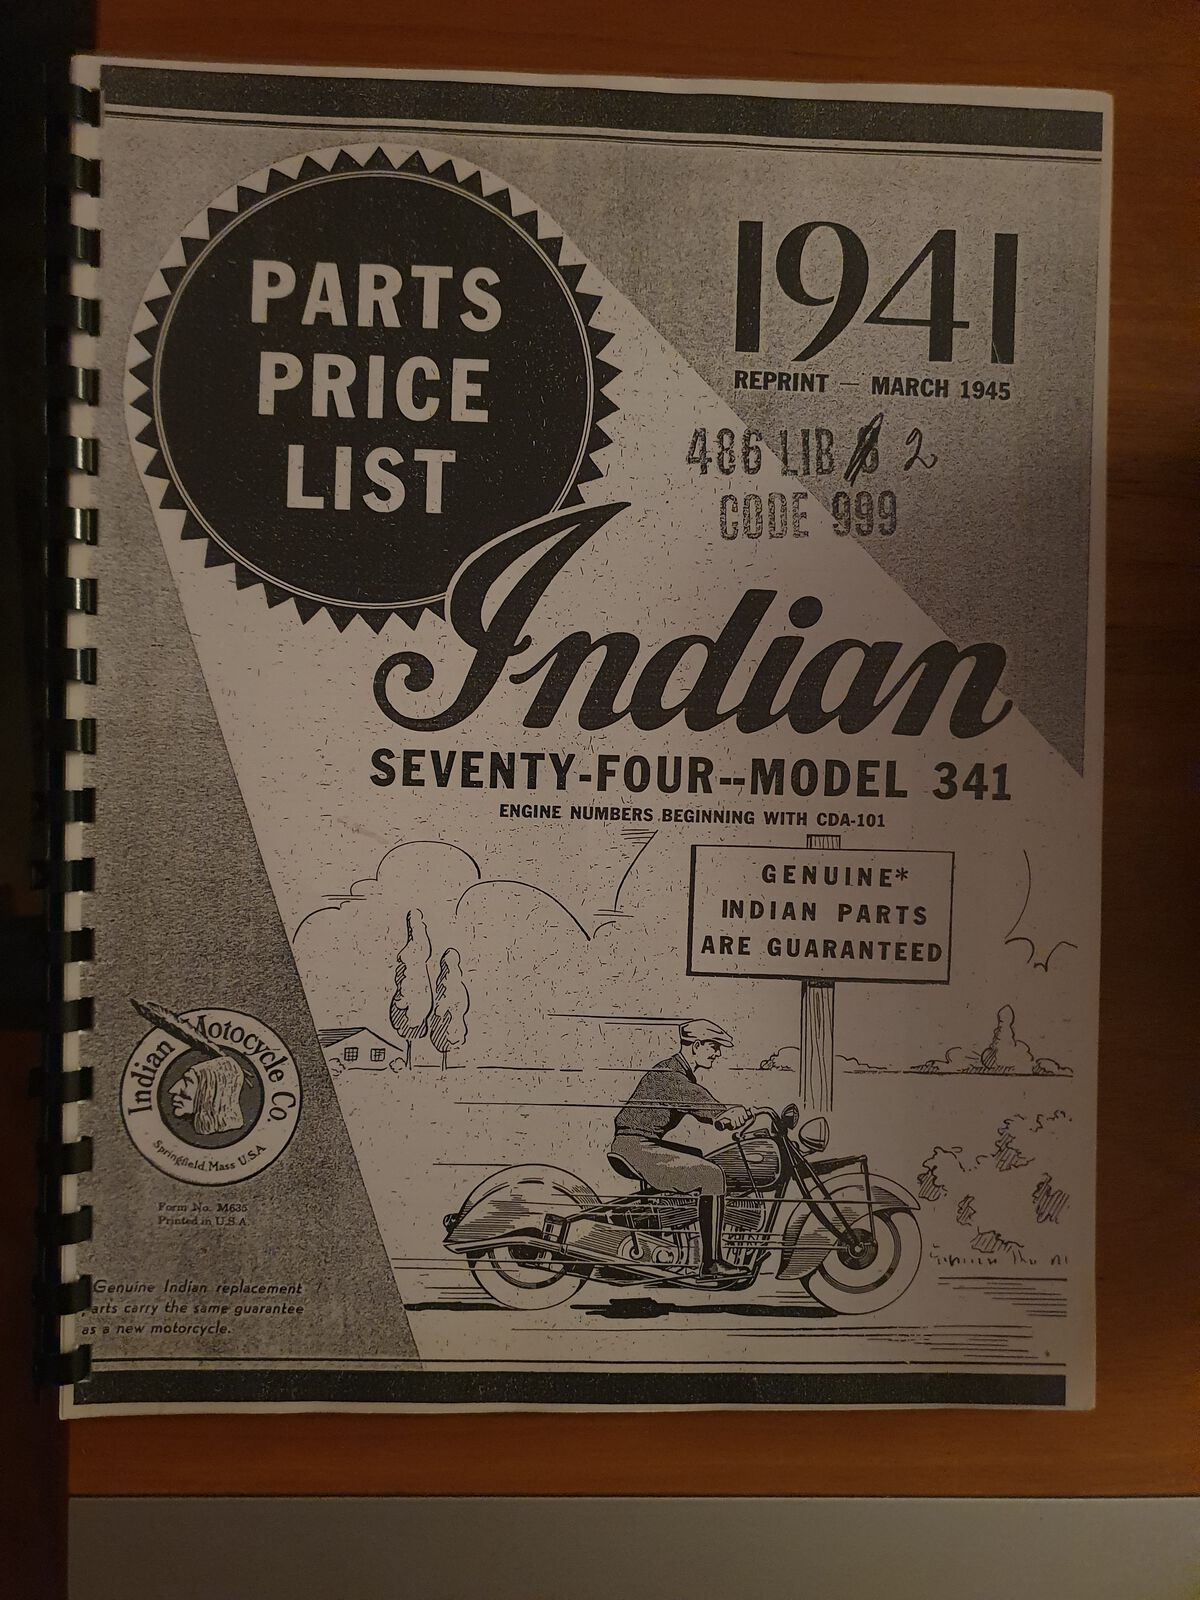 PARTS
PRICE
LIST
1941
REPRINT — MARCH 1945
486 LIB 2
CODE 999
Indian
SEVENTY-FOUR--MODEL 341
ENGINE NUMBERS BEGINNING WITH CDA-101
GENUINE*
INDIAN PARTS
ARE GUARANTEED
Indian Motocycle Co.
Springfield, Mass U.S.A
Form No. M635
Printed in U.S.A.
Genuine Indian replacement
arts carry the same guarantee
as a new motorcycle.